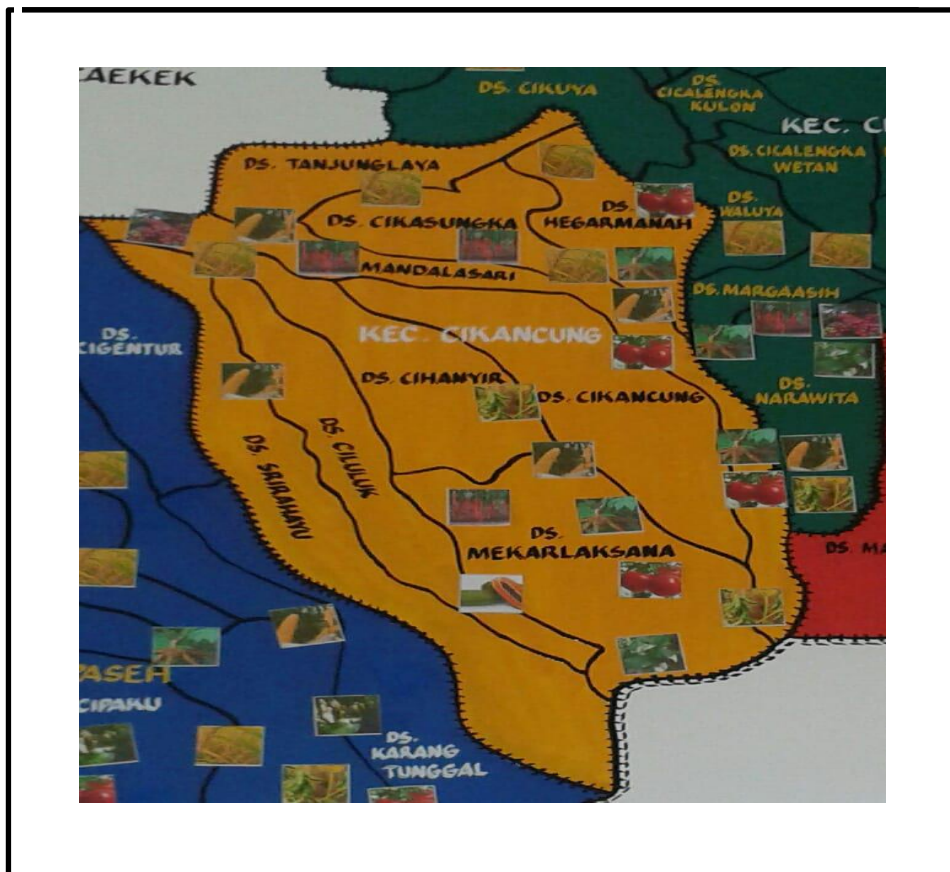 CAEKEK
DS. CIKUYA
DS.
CICALENGKA
KULON
KEC. CI
DS. CICALENGKA
WETAN
DS. TANJUNGLAYA
DS.
WALUYA
DS. CIKASUNGKA
DS.
HEGARMANAH
MANDALASARI
DS. MARGAASIH
DS.
CIGENTUR
KEC. CIKANCUNG
DS. CIHANYIR
DS. CIKANCUNG
DS.
NARAWITA
DS. CILULUK
DS. SRIRAHAYU
DS.
MEKARLAKSANA
DS. MA
PASEH
CIPAKU
DS.
KARANG
TUNGGAL